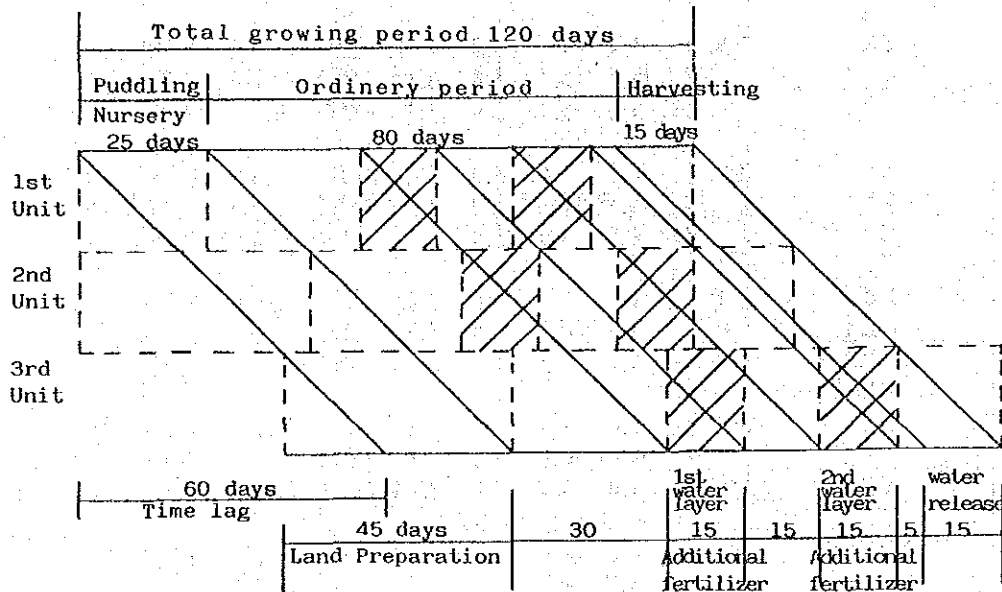 Total growing period 120 days
Puddling
Ordinery period
Harvesting
Nursery
25 days
80 days
15 days
1st
Unit
2nd
Unit
3rd
Unit
60 days
Time lag
1st
water
layer
2nd
water
layer
water
release
45 days
30
15
15
15
5
15
Land Preparation
Additional
fertilizer
Additional
fertilizer